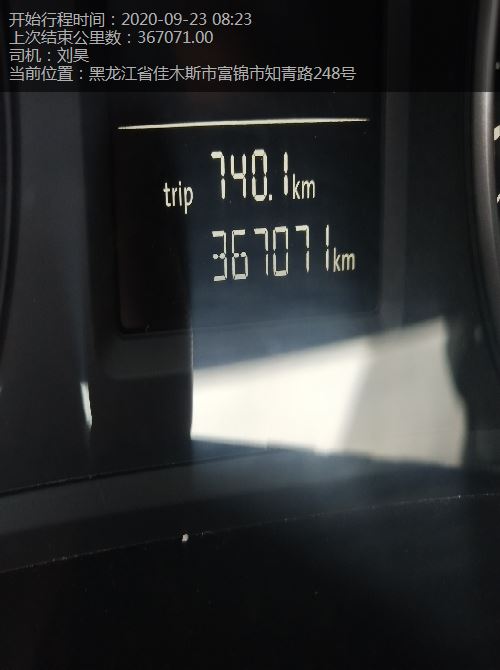 开始行程时间：2020-09-23 08:23
上次结束公里数：367071.00
司机：刘昊
当前位置：黑龙江省佳木斯市富锦市知青路248号
trip 740.1km
367071km